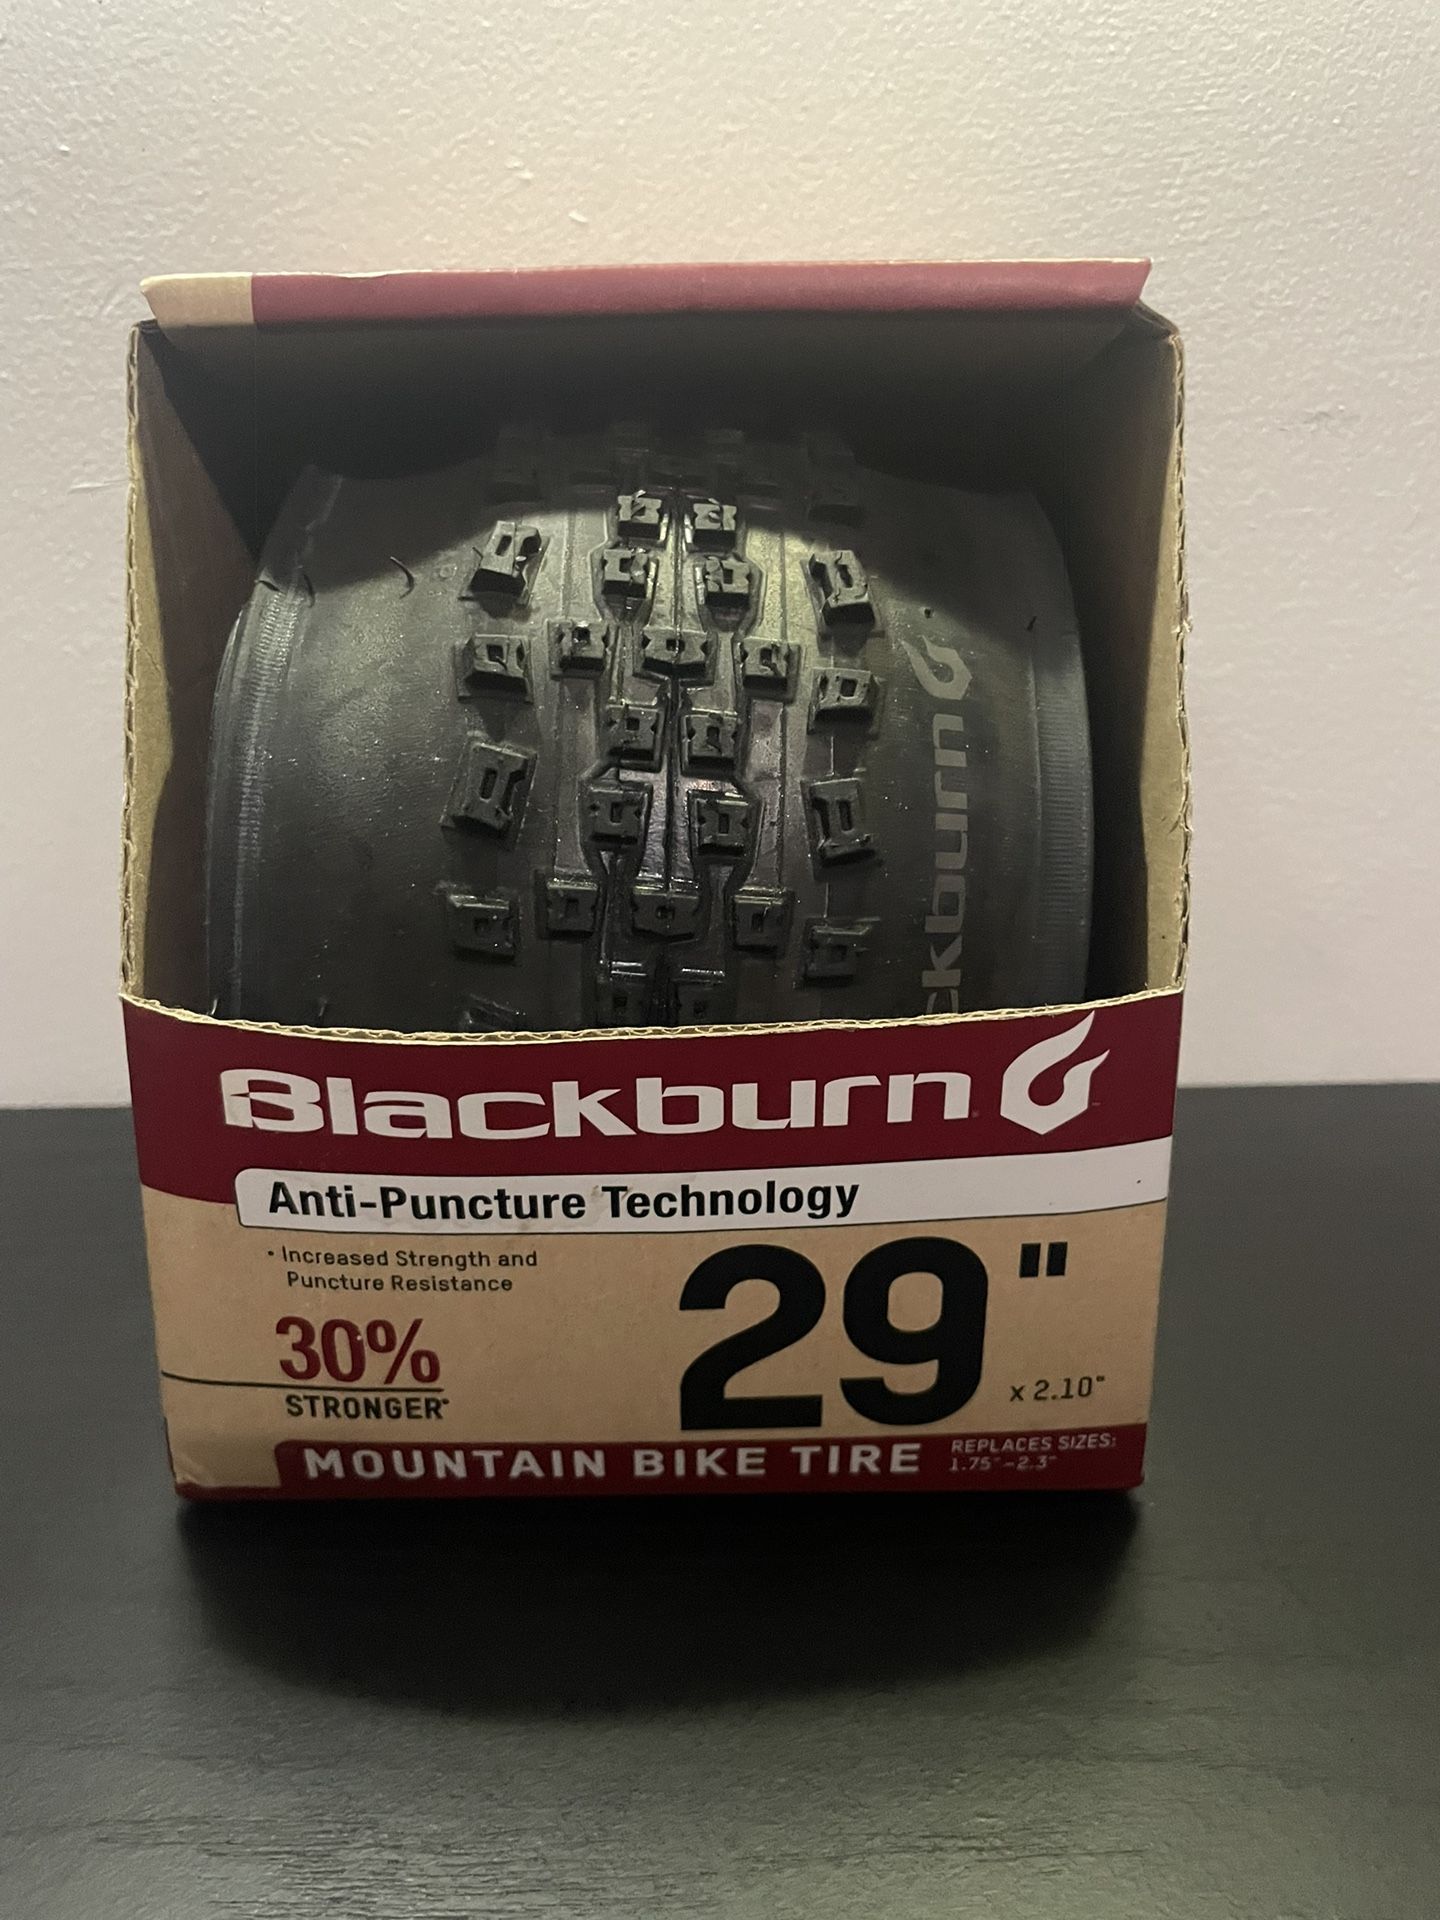 Blackburn
Blackburn
Anti-Puncture Technology
• Increased Strength and
Puncture Resistance
30%
STRONGER*
29"
x 2.10"
MOUNTAIN BIKE TIRE
REPLACES SIZES:
1.75"-2.3"